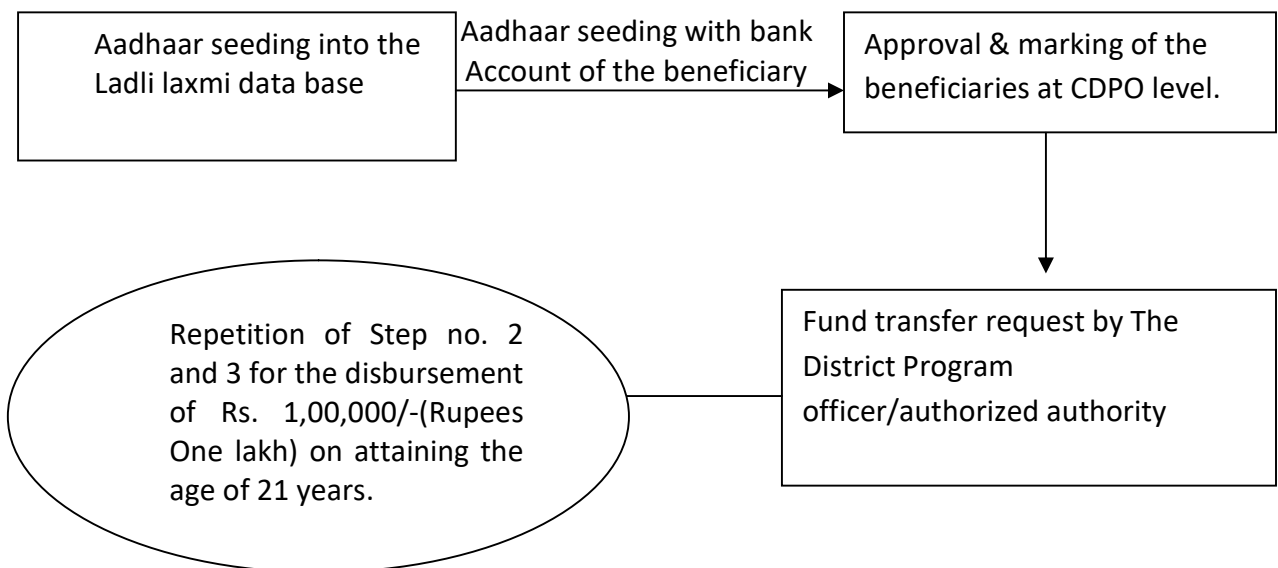 Aadhaar seeding into the
Ladli laxmi data base
Aadhaar seeding with bank
Account of the beneficiary
Approval & marking of the
beneficiaries at CDPO level.
Fund transfer request by The
District Program
officer/authorized authority
Repetition of Step no. 2
and 3 for the disbursement
of Rs. 1,00,000/-(Rupees
One lakh) on attaining the
age of 21 years.